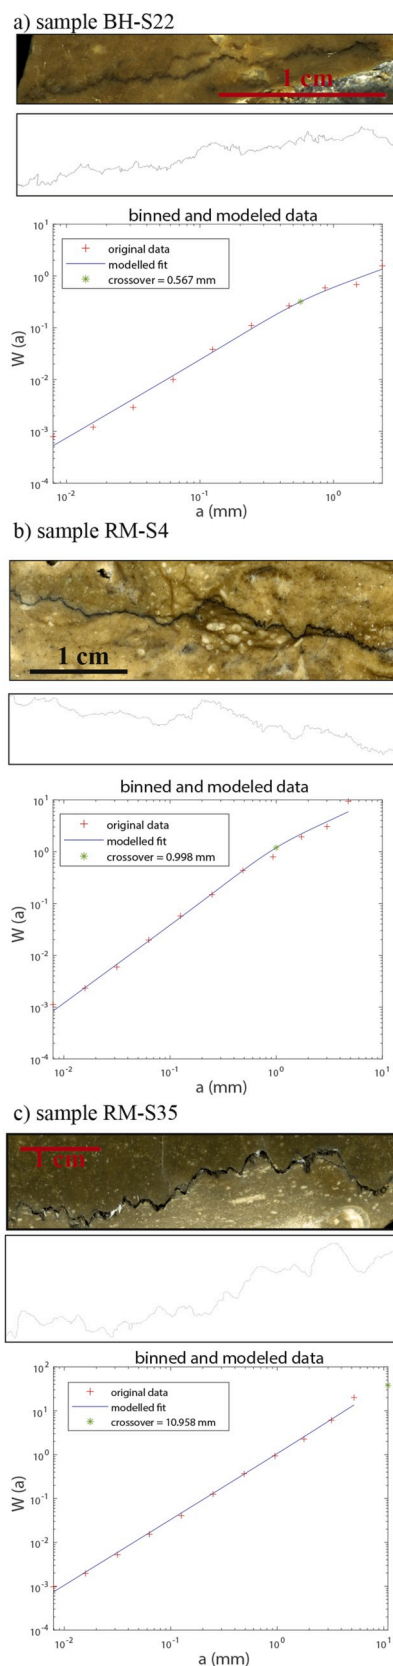 a) sample BH-S22
1 cm
binned and modeled data
original data
modelled fit
crossover = 0.567 mm
W (a)
10^1
10^0
10^-1
10^-2
10^-3
10^-4
10^-2
10^-1
10^0
a (mm)
b) sample RM-S4
1 cm
binned and modeled data
original data
modelled fit
crossover = 0.998 mm
W (a)
10^1
10^0
10^-1
10^-2
10^-3
10^-4
10^-2
10^-1
10^0
10^1
a (mm)
c) sample RM-S35
1 cm
binned and modeled data
original data
modelled fit
crossover = 10.958 mm
W (a)
10^2
10^1
10^0
10^-1
10^-2
10^-3
10^-4
10^-2
10^-1
10^0
10^1
a (mm)